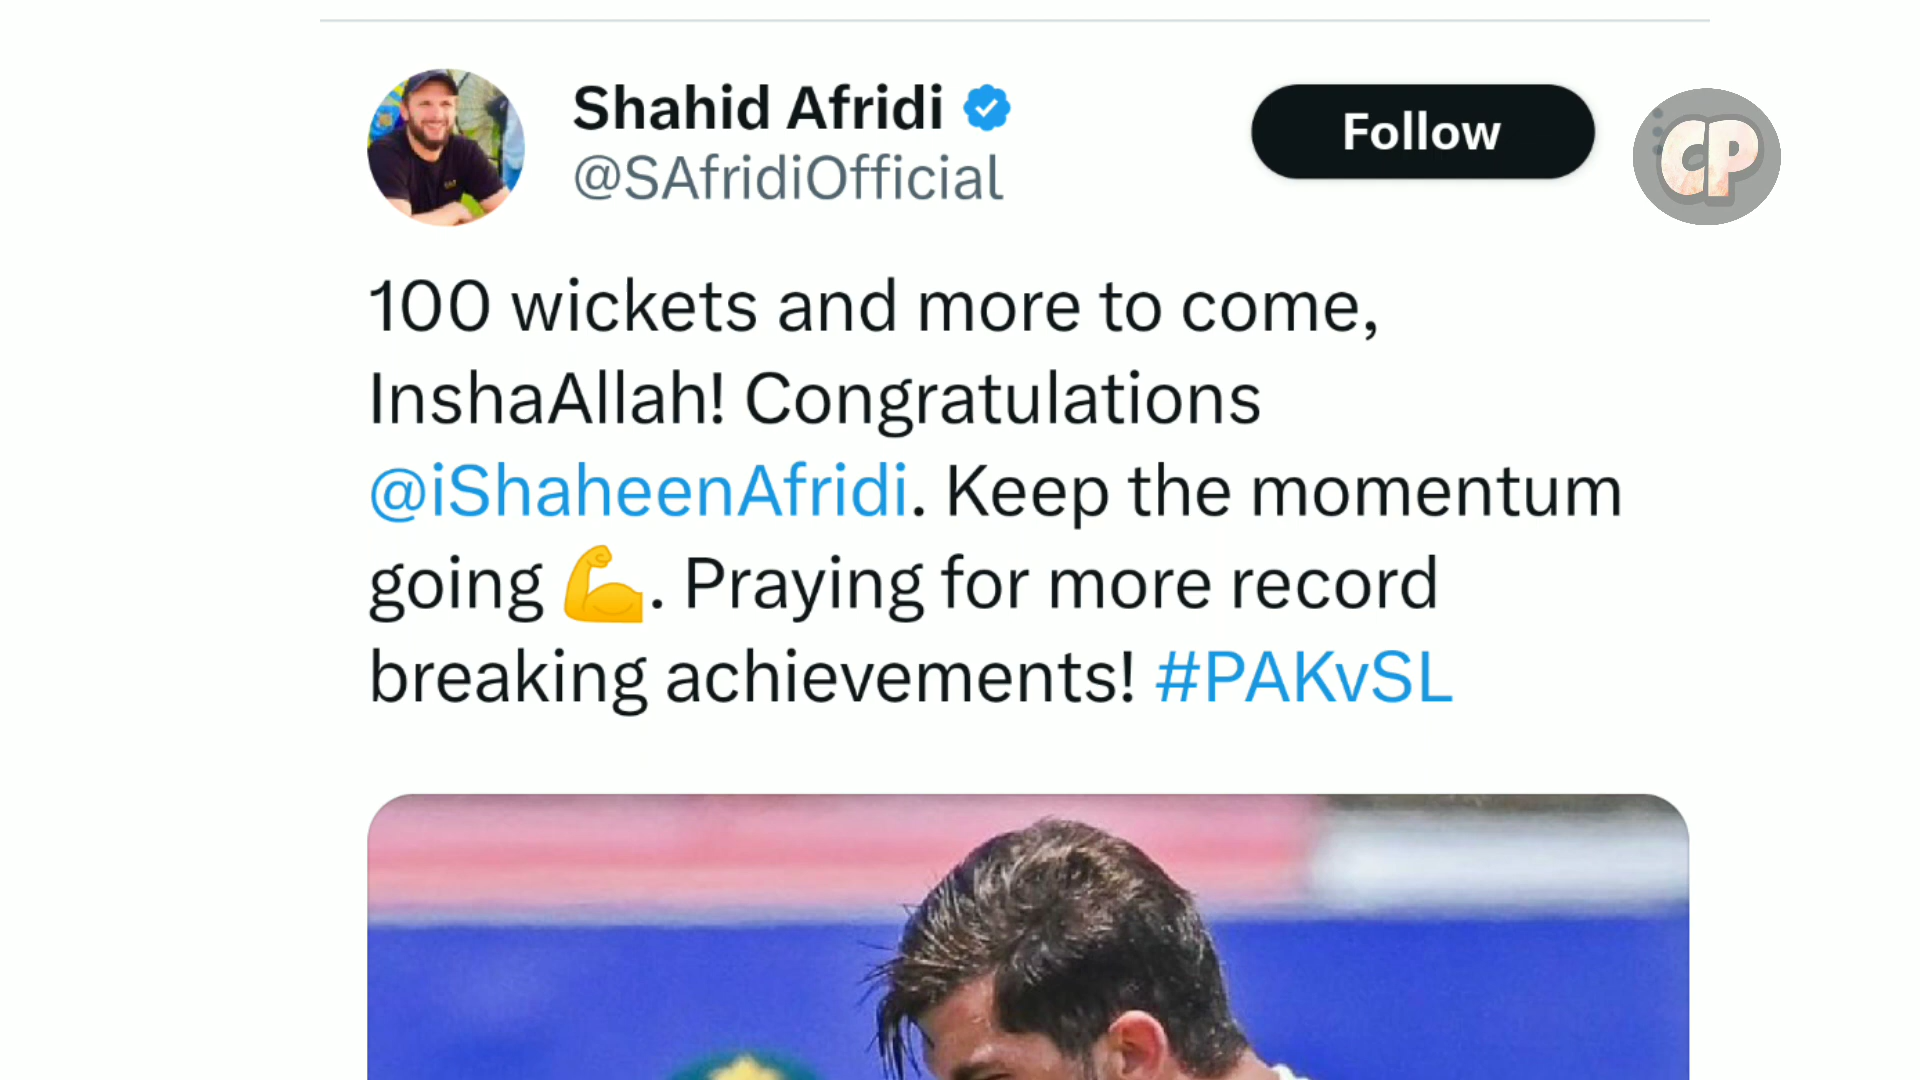 Shahid Afridi
@SAfridiOfficial
Follow
CP
100 wickets and more to come,
InshaAllah! Congratulations
@iShaheenAfridi. Keep the momentum
going 💪. Praying for more record
breaking achievements! #PAKvSL